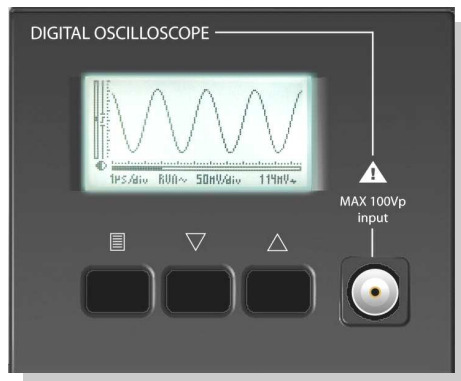 DIGITAL OSCILLOSCOPE
1µs/div RUN~ 50mV/div 114mV~
MAX 100Vp
input